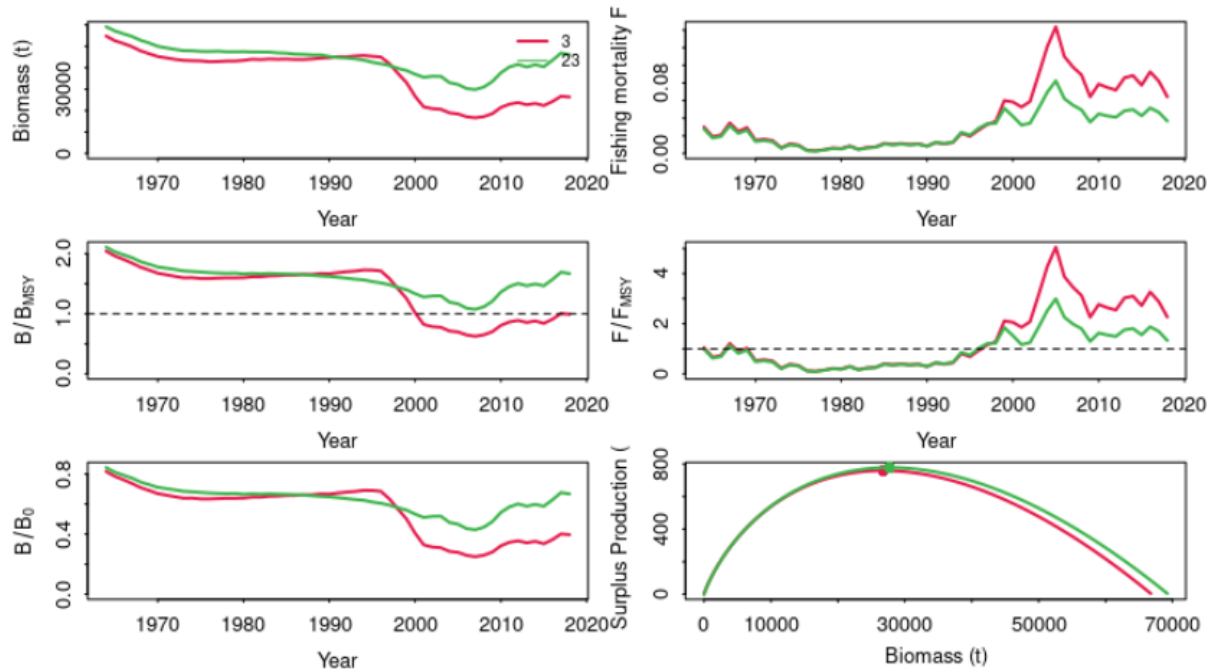 Biomass (t)
0
30000
3
23
1970 1980 1990 2000 2010 2020
Year
Fishing mortality F
0.00
0.08
1970 1980 1990 2000 2010 2020
Year
B/B_MSY
0.0
1.0
2.0
1970 1980 1990 2000 2010 2020
Year
F/F_MSY
0
2
4
1970 1980 1990 2000 2010 2020
Year
B/B_0
0.0
0.4
0.8
1970 1980 1990 2000 2010 2020
Year
Surplus Production (
0
400
800
0 10000 30000 50000 70000
Biomass (t)